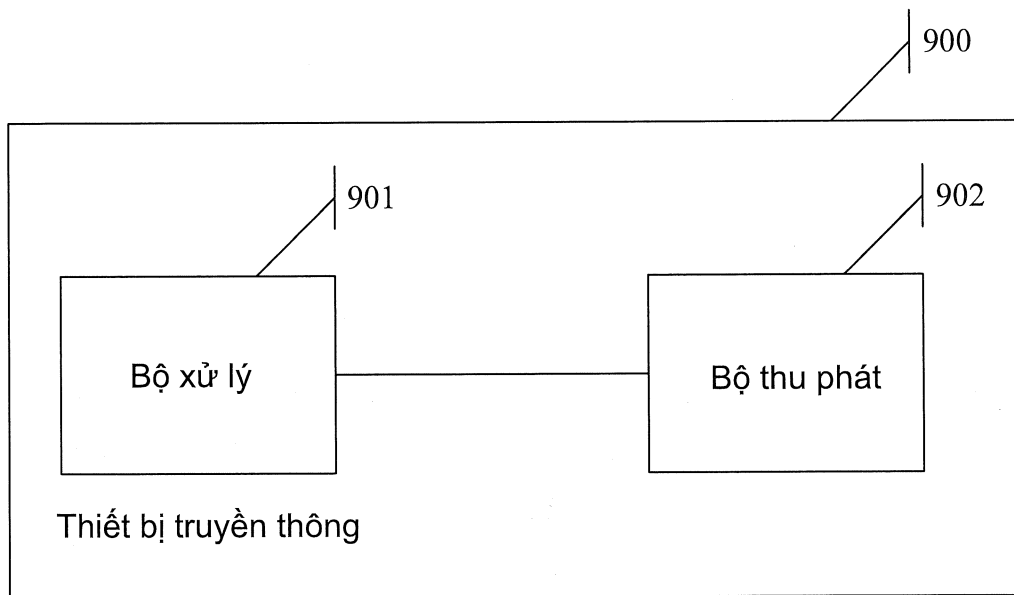 900
901
902
Bộ xử lý
Bộ thu phát
Thiết bị truyền thông